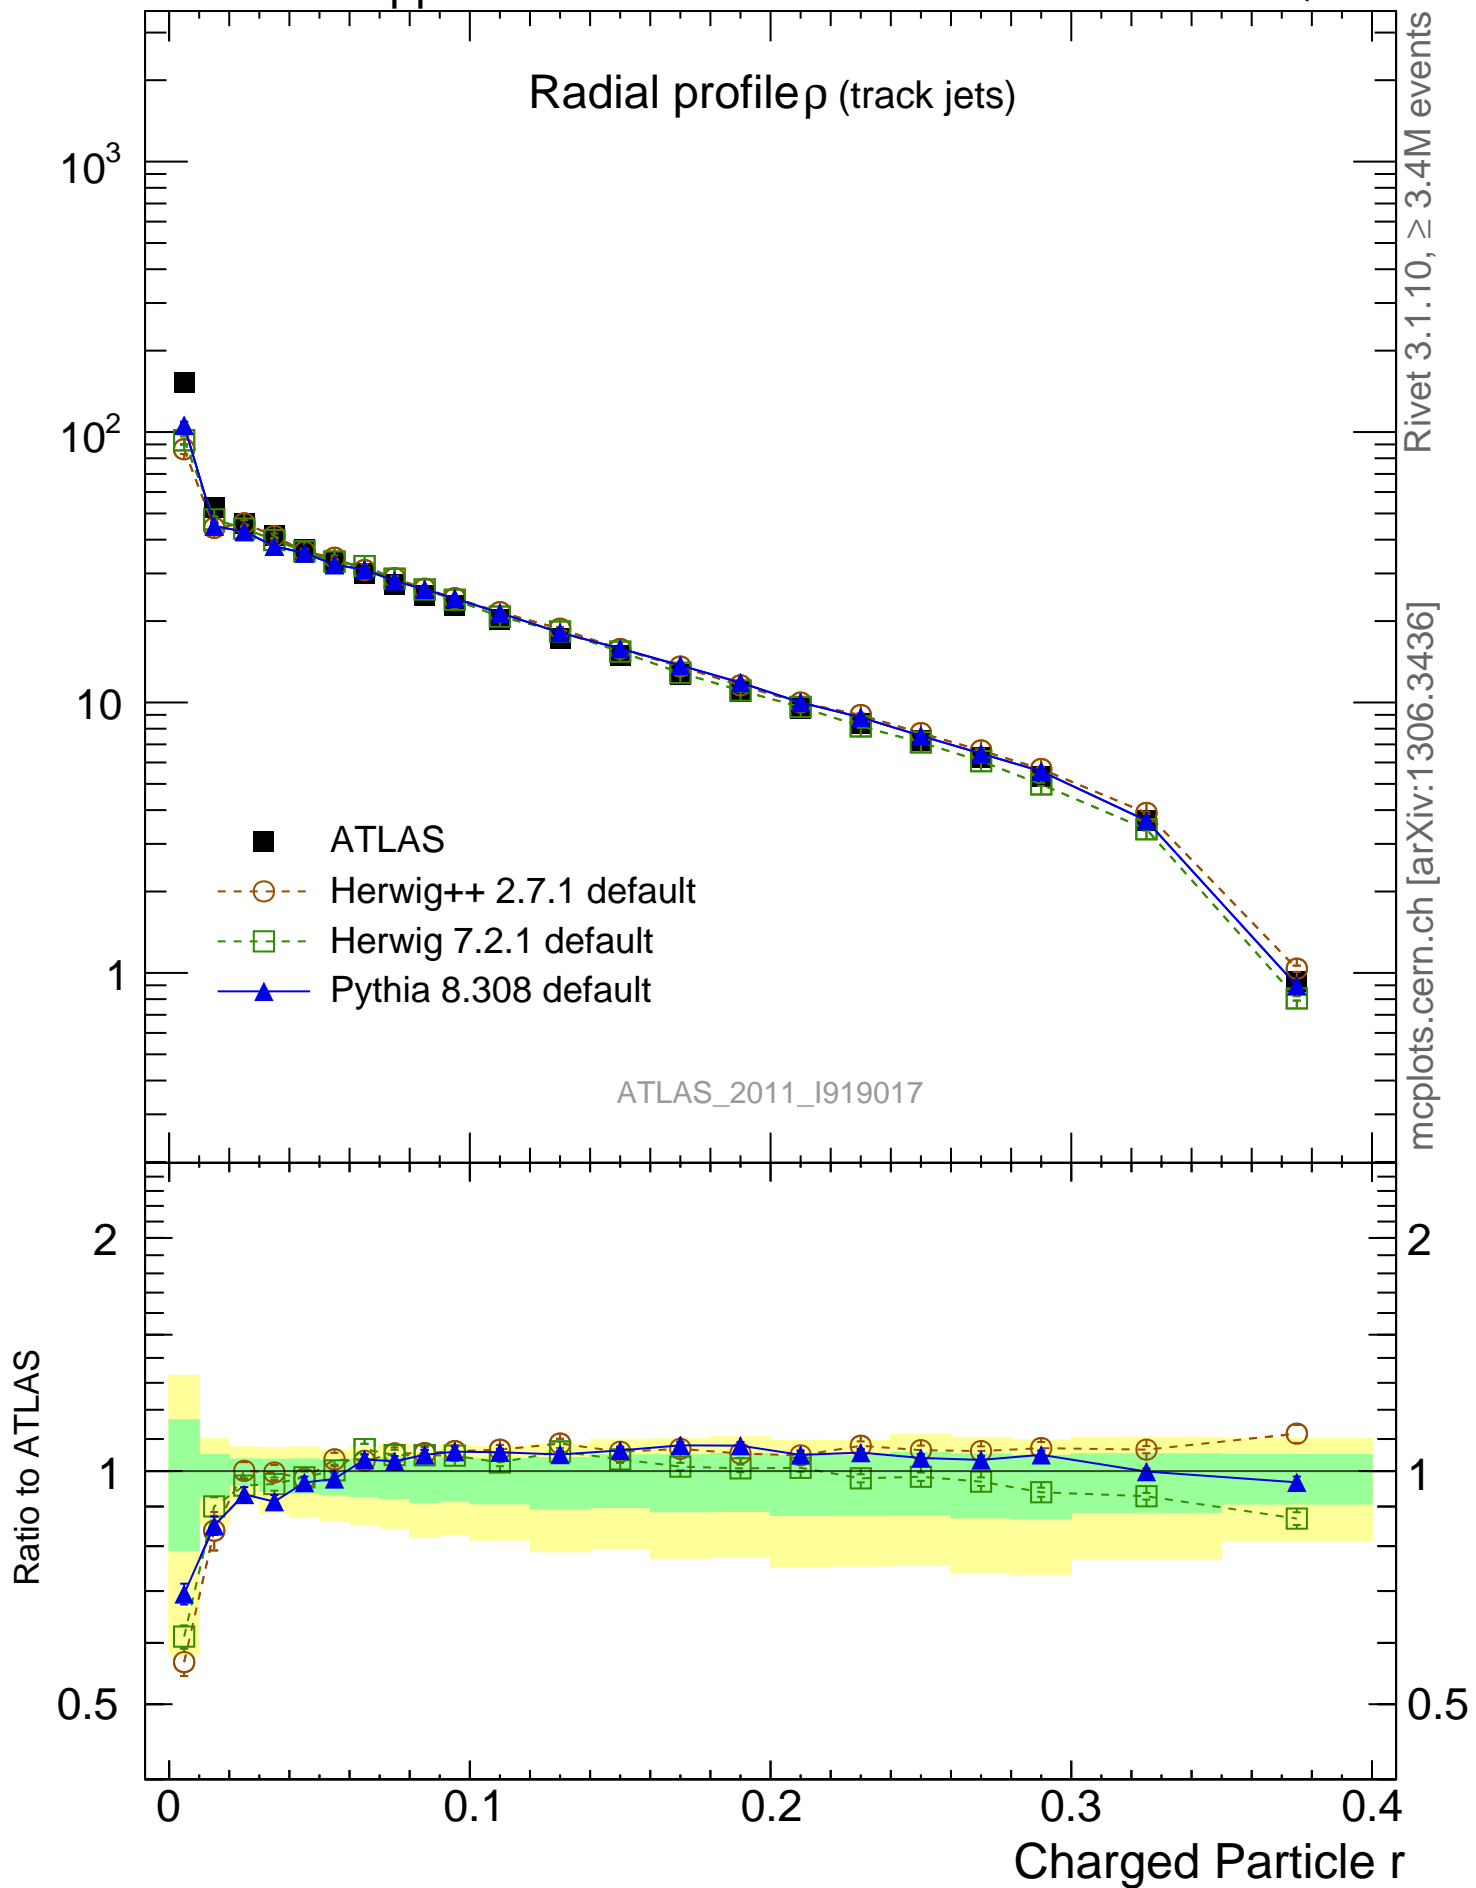 Radial profile ρ (track jets)
10³
10²
10
1
ATLAS
Herwig++ 2.7.1 default
Herwig 7.2.1 default
Pythia 8.308 default
ATLAS_2011_I919017
Rivet 3.1.10, ≥ 3.4M events
mcplots.cern.ch [arXiv:1306.3436]
Ratio to ATLAS
2
1
0.5
2
1
0.5
0 0.1 0.2 0.3 0.4
Charged Particle r